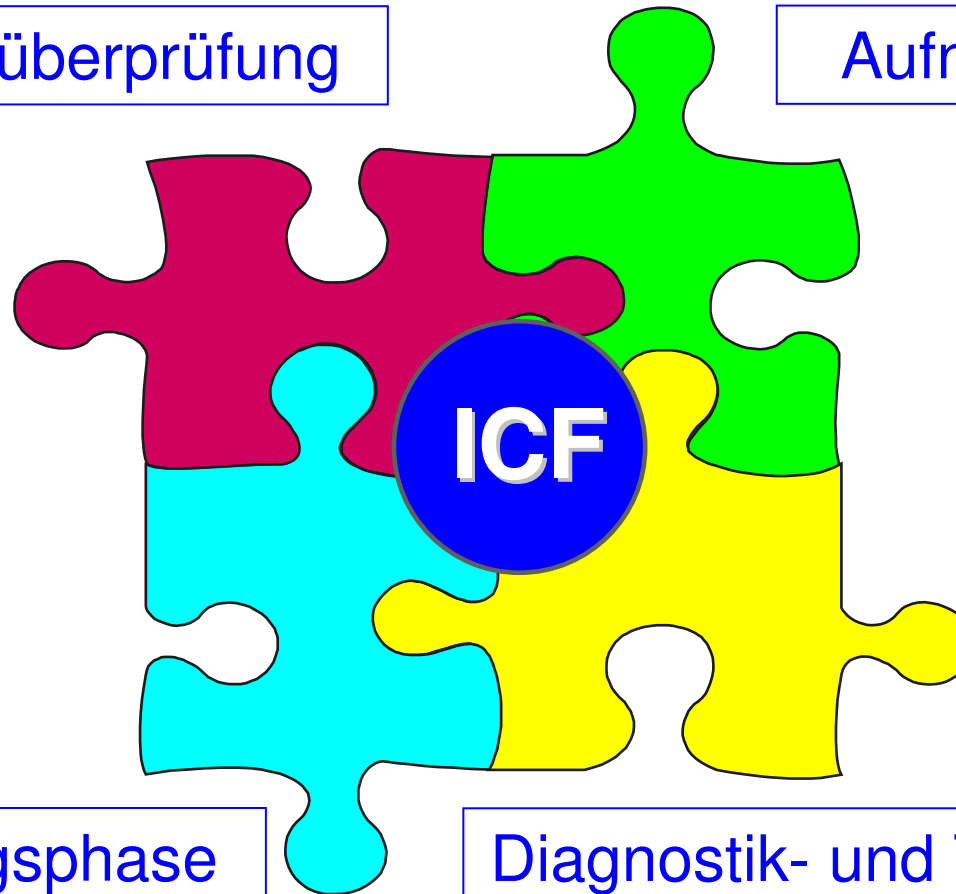 überprüfung
Aufn
ICF
gsphase
Diagnostik- und